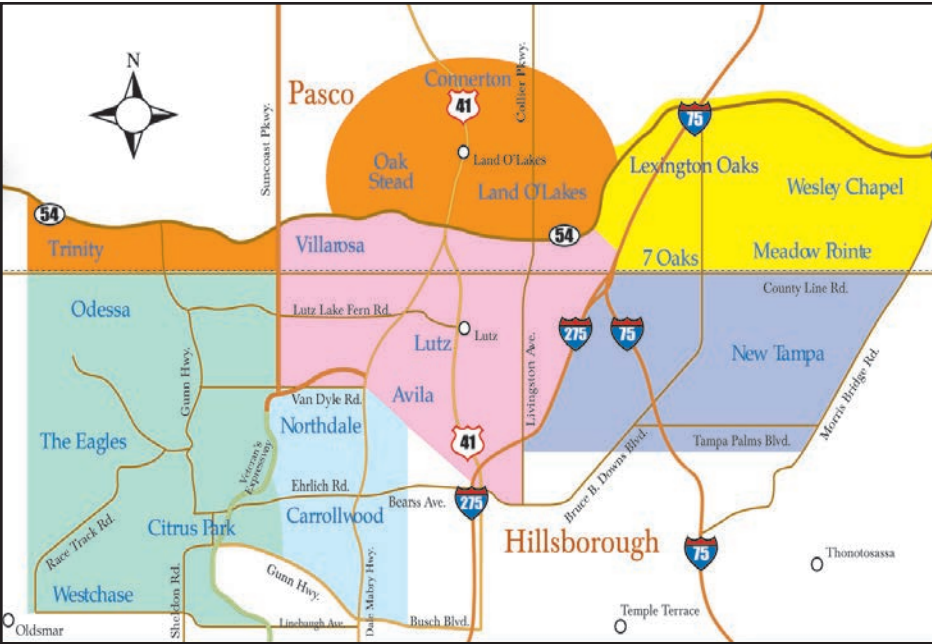 N
Pasco
Suncoast Pkwy.
Connerton
41
Collier Pkwy.
75
Land O'Lakes
Oak
Stead
Land O'Lakes
Lexington Oaks
Wesley Chapel
54
Trinity
Villarosa
54
7 Oaks
Meadow Pointe
County Line Rd.
Odessa
Lutz Lake Fern Rd.
Lutz
Lutz
275
75
New Tampa
Gunn Hwy.
Livingston Ave.
Morris Bridge Rd.
Avila
Van Dyle Rd.
Northdale
The Eagles
Veteran's
Expressway
41
Tampa Palms Blvd.
Bruce B. Downs Blvd.
Ehrlich Rd.
Bearss Ave.
275
Race Track Rd.
Citrus Park
Carrollwood
Hillsborough
75
Thonotosassa
Gunn Hwy.
Westchase
Sheldon Rd.
Dale Mabry Hwy.
Oldsmar
Linebaugh Ave.
Busch Blvd.
Temple Terrace